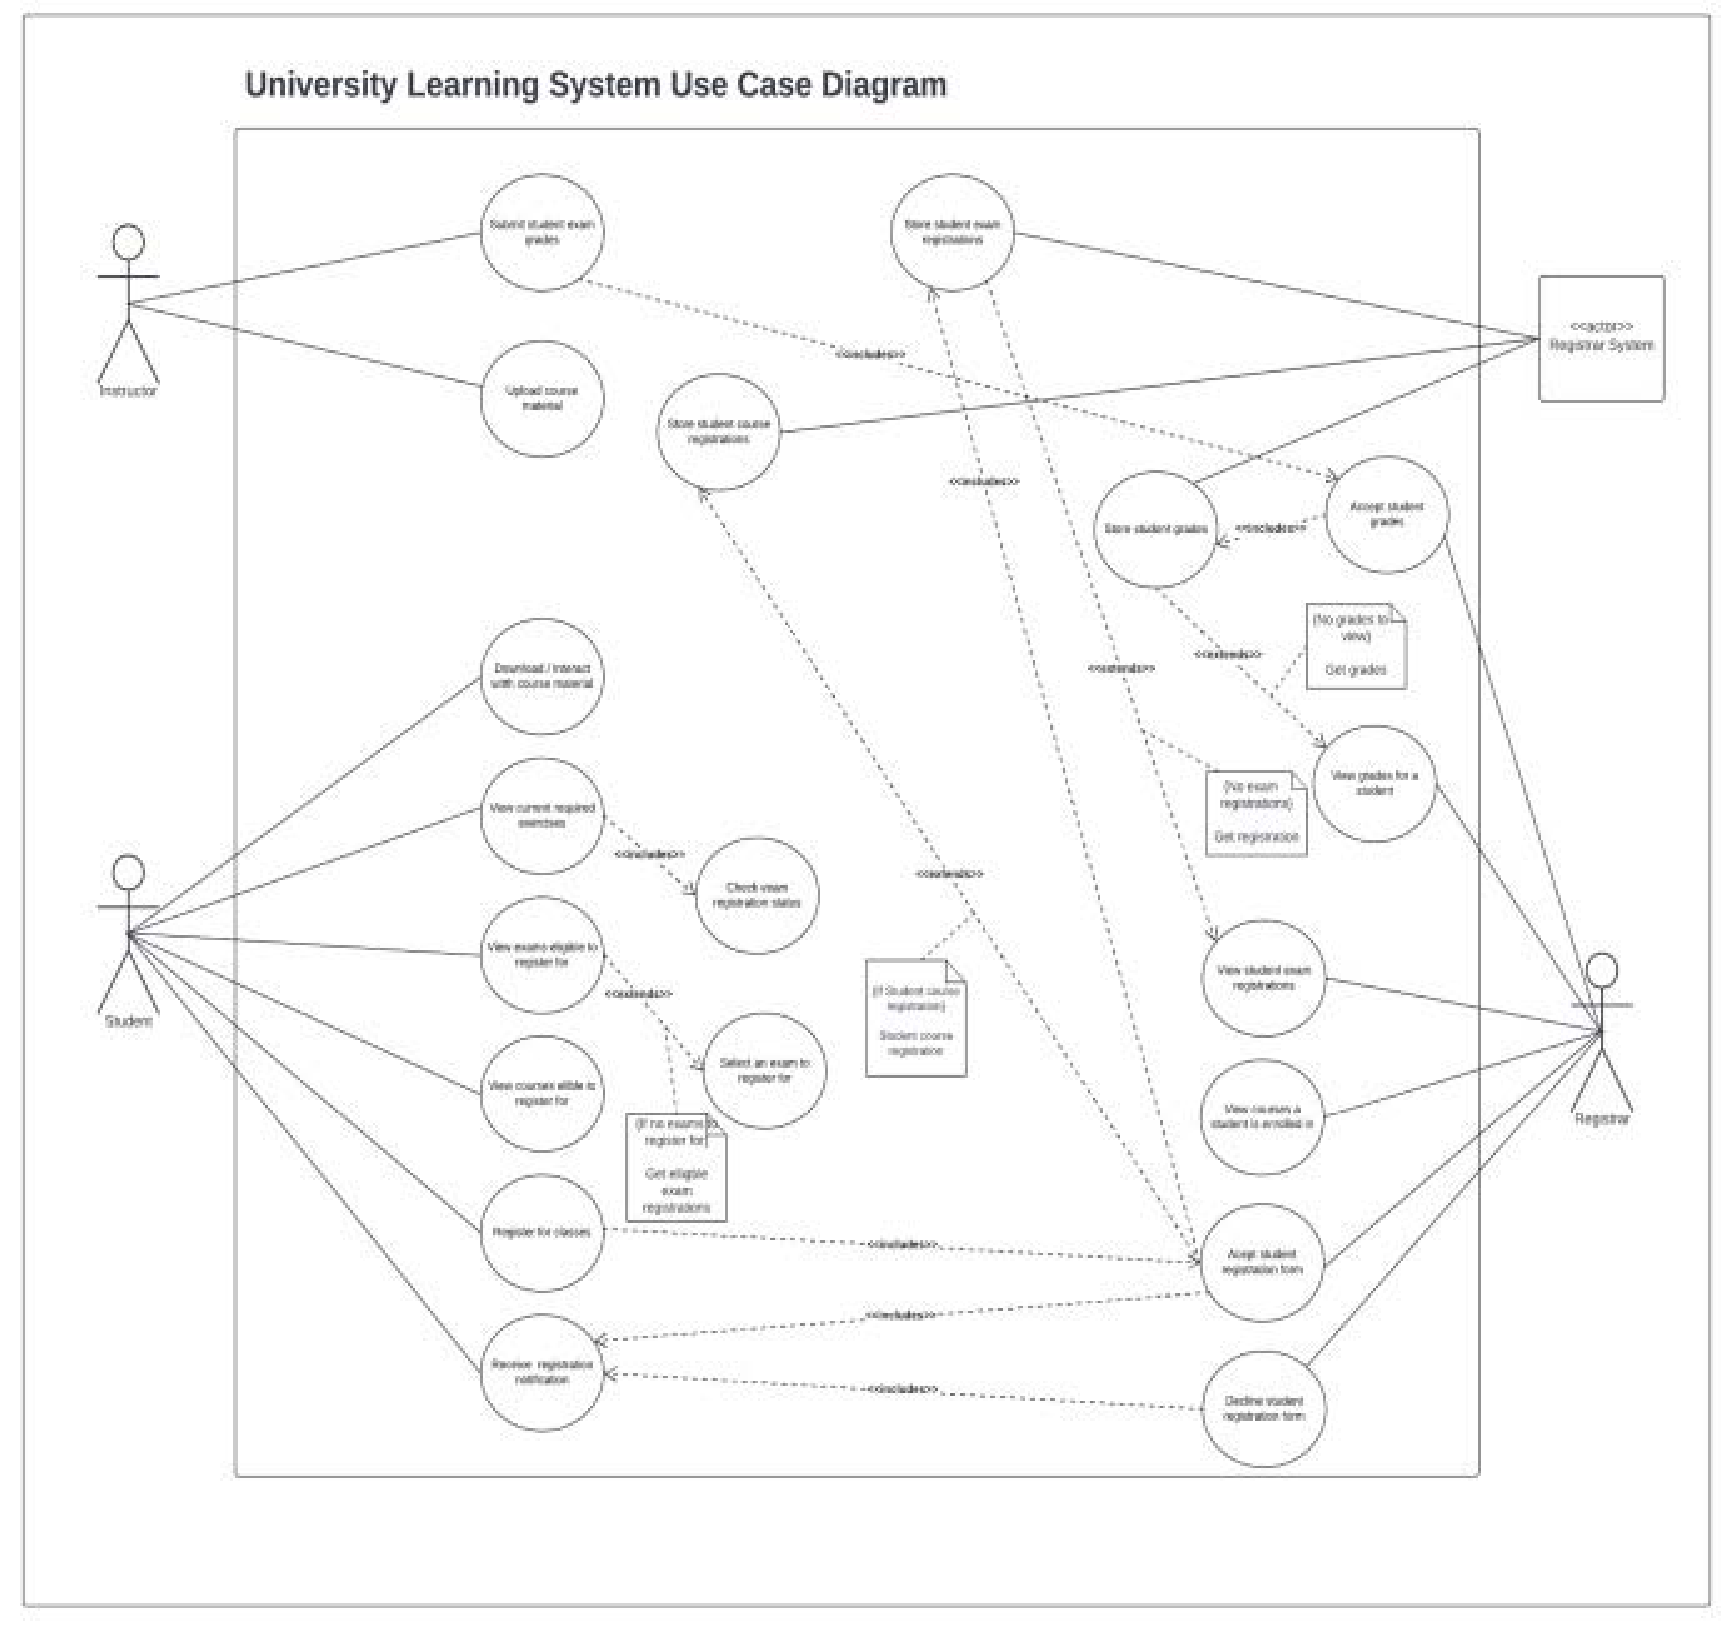 University Learning System Use Case Diagram
Submit student exam
grades
Store student exam
registrations
<<actor>>
Registrar System
Instructor
<<includes>>
Upload course
material
Store student course
registrations
<<includes>>
Accept student
grades
Store student grades
<<includes>>
(No grades to
view)
Get grades
<<extends>>
<<extends>>
Download / Interact
with course material
View grades for a
student
(No exam
registrations)
Get registration
View current required
exercises
<<includes>>
Check exam
registration status
<<extends>>
View exams eligible to
register for
<<extends>>
View student exam
registrations
(If Student course
registration)
Student course
registration
Student
Select an exam to
register for
View courses elible to
register for
View courses a
student is enrolled in
Registrar
(If no exams to
register for)
Get eligible
exam
registrations
Register for classes
<<includes>>
Acept student
registration form
<<includes>>
Receive registration
notification
<<includes>>
Decline student
registration form